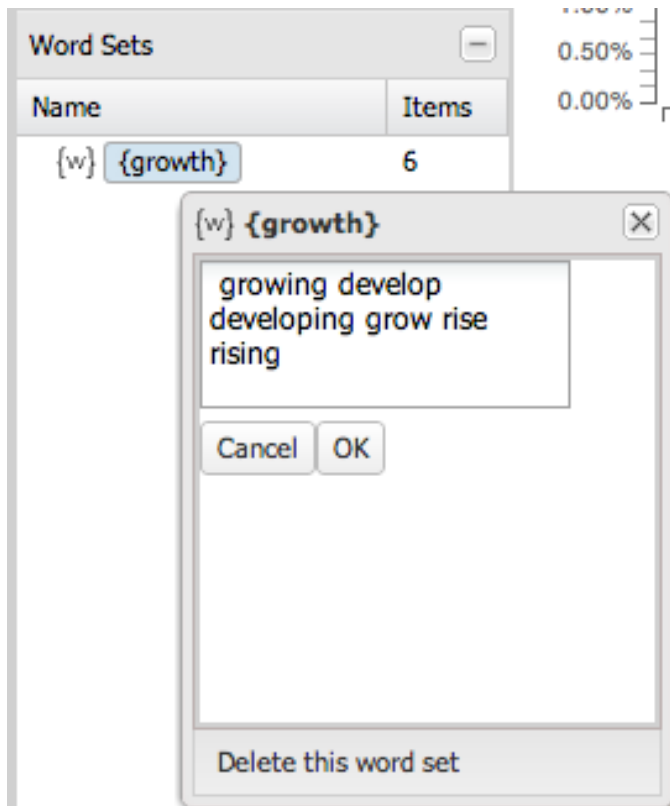 Word Sets
0.50%
0.00%
Name Items
{w} {growth} 6
{w} {growth}
growing develop
developing grow rise
rising
Cancel OK
Delete this word set